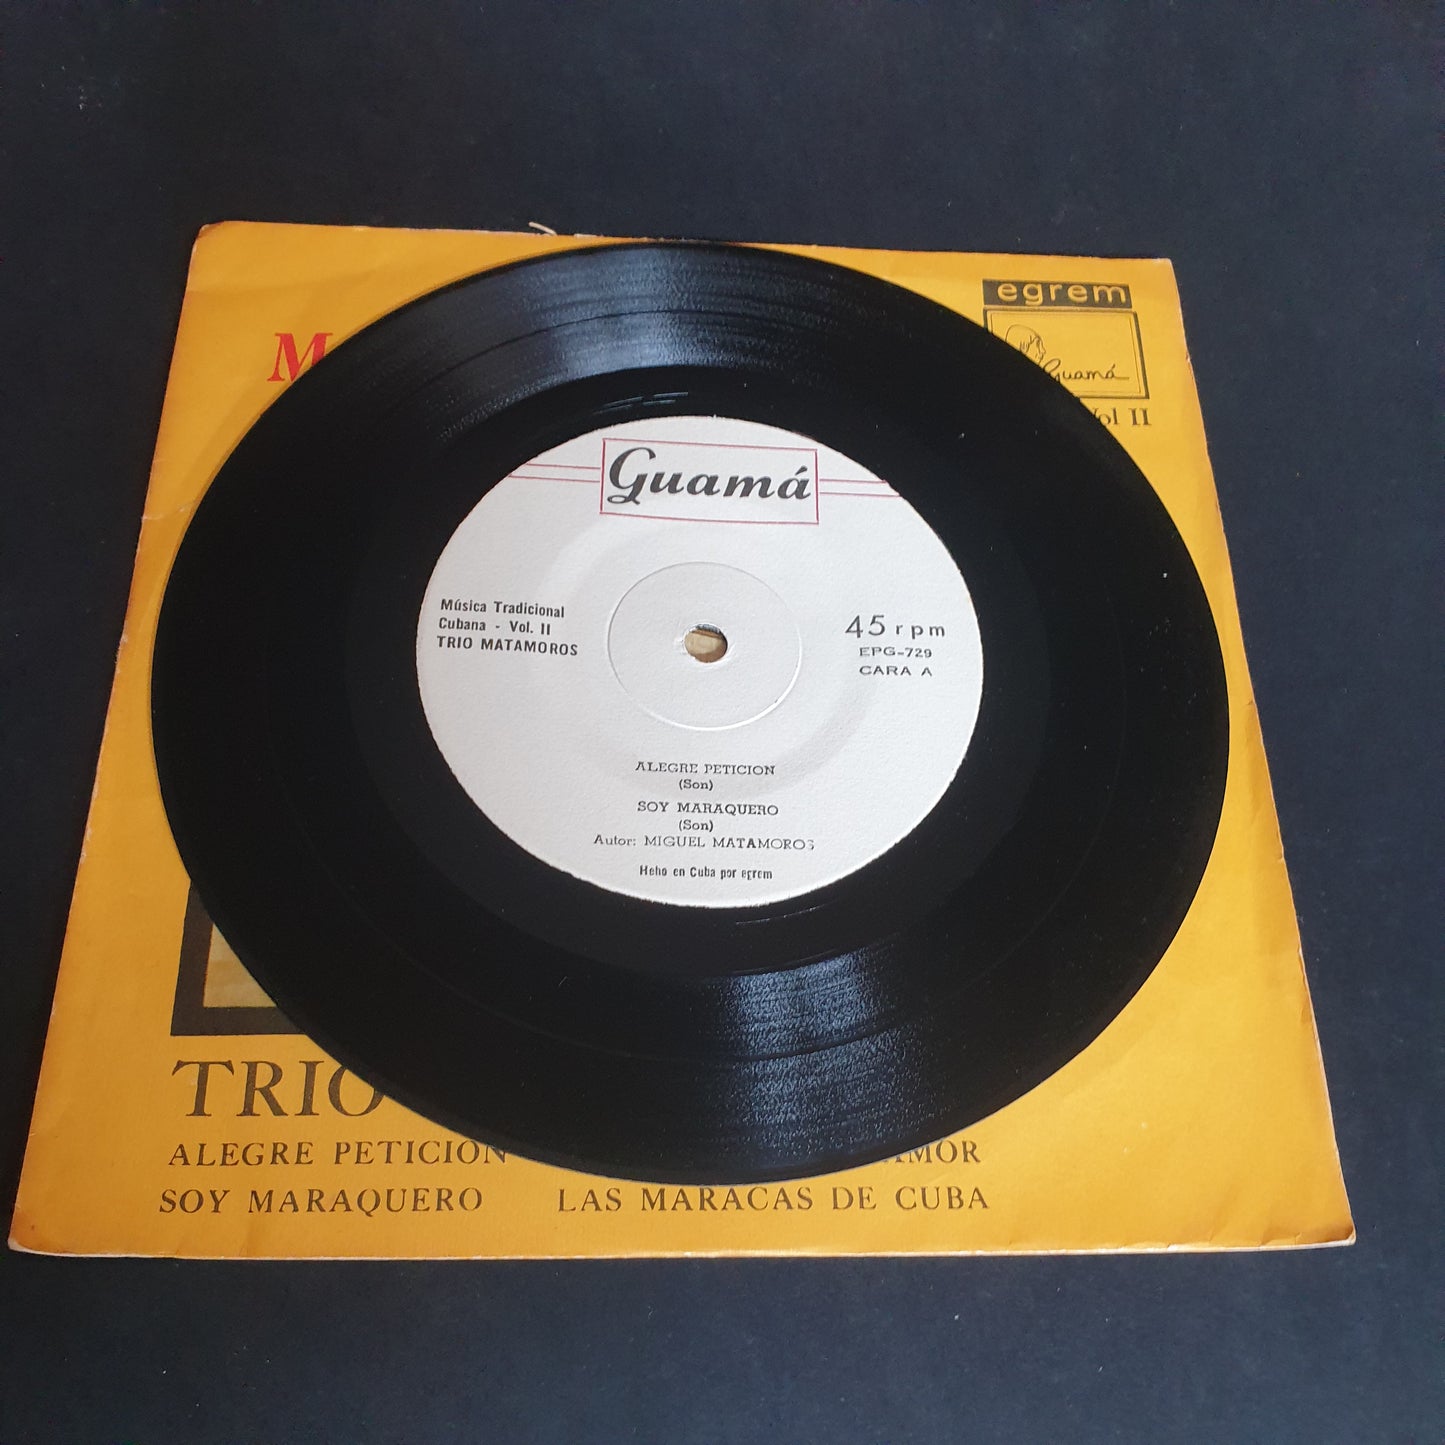 egrem
Guamá
Vol II
Guamá
Música Tradicional
Cubana - Vol. II
TRIO MATAMOROS
45 rpm
EPG-729
CARA A
ALEGRE PETICION
(Son)
SOY MARAQUERO
(Son)
Autor: MIGUEL MATAMOROS
Heho en Cuba por egrem
TRIO
ALEGRE PETICION
SOY MARAQUERO LAS MARACAS DE CUBA